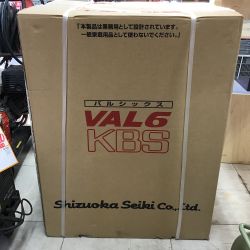 『本製品は業務用として設計されています。
一般家庭用品として使わないでください。』
バルシックス
VAL6
KBS
Shizuoka Seiki Co.,Ltd.